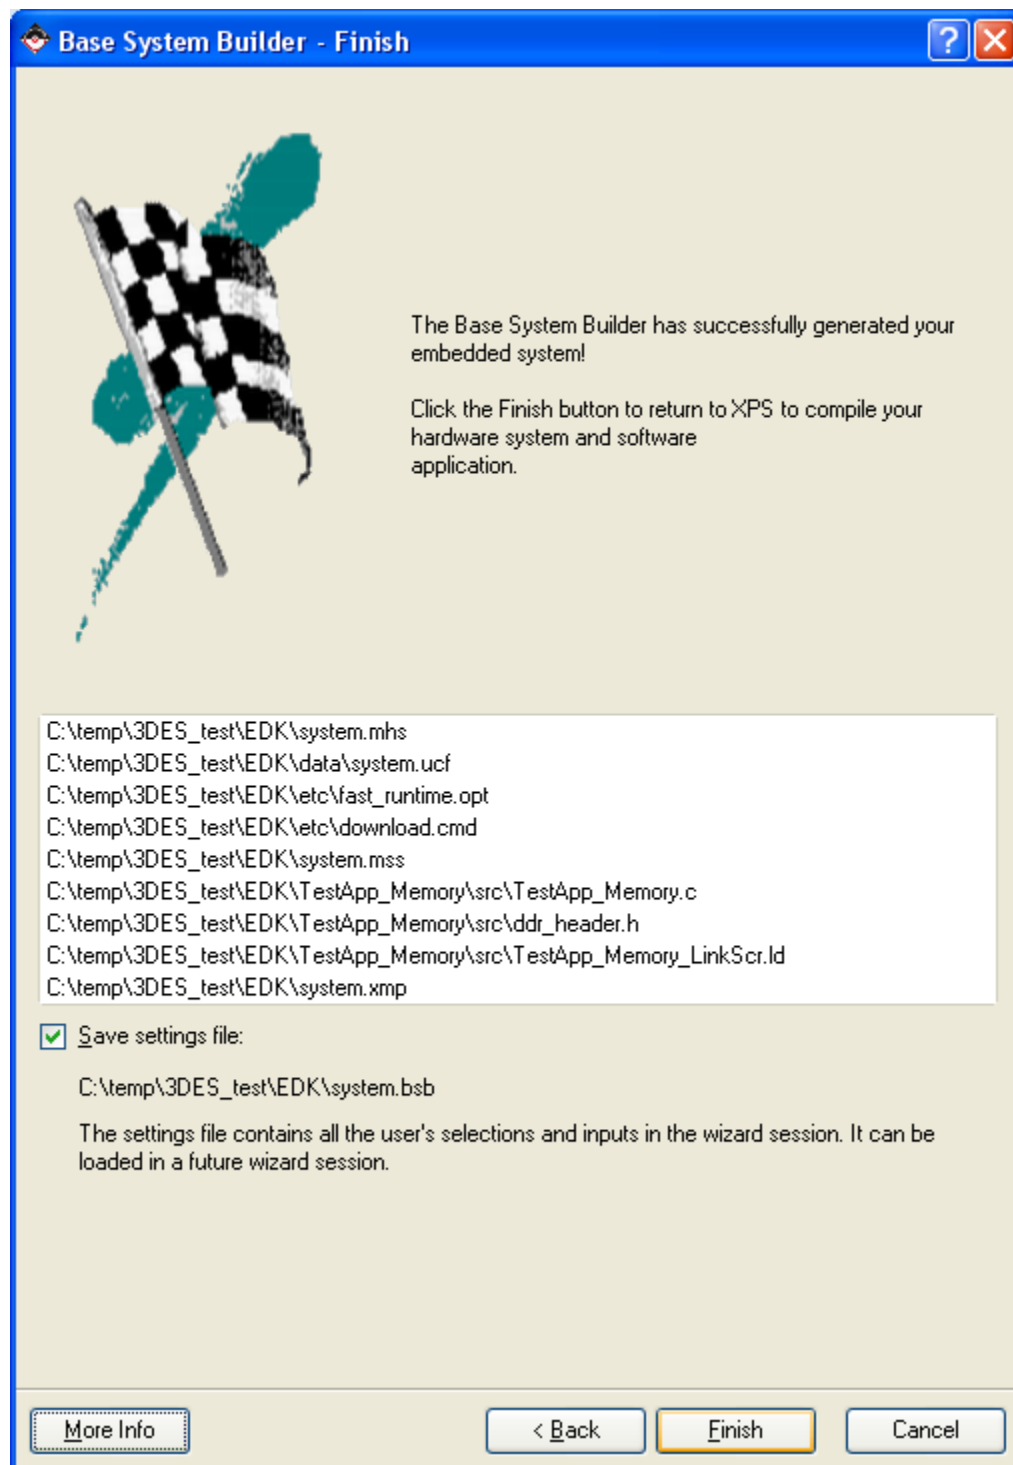 Base System Builder - Finish
?
The Base System Builder has successfully generated your
embedded system!
Click the Finish button to return to XPS to compile your
hardware system and software
application.
C:\temp\3DES_test\EDK\system.mhs
C:\temp\3DES_test\EDK\data\system.ucf
C:\temp\3DES_test\EDK\etc\fast_runtime.opt
C:\temp\3DES_test\EDK\etc\download.cmd
C:\temp\3DES_test\EDK\system.mss
C:\temp\3DES_test\EDK\TestApp_Memory\src\TestApp_Memory.c
C:\temp\3DES_test\EDK\TestApp_Memory\src\ddr_header.h
C:\temp\3DES_test\EDK\TestApp_Memory\src\TestApp_Memory_LinkScr.ld
C:\temp\3DES_test\EDK\system.xmp
Save settings file:
C:\temp\3DES_test\EDK\system.bsb
The settings file contains all the user's selections and inputs in the wizard session. It can be
loaded in a future wizard session.
More Info
< Back
Finish
Cancel